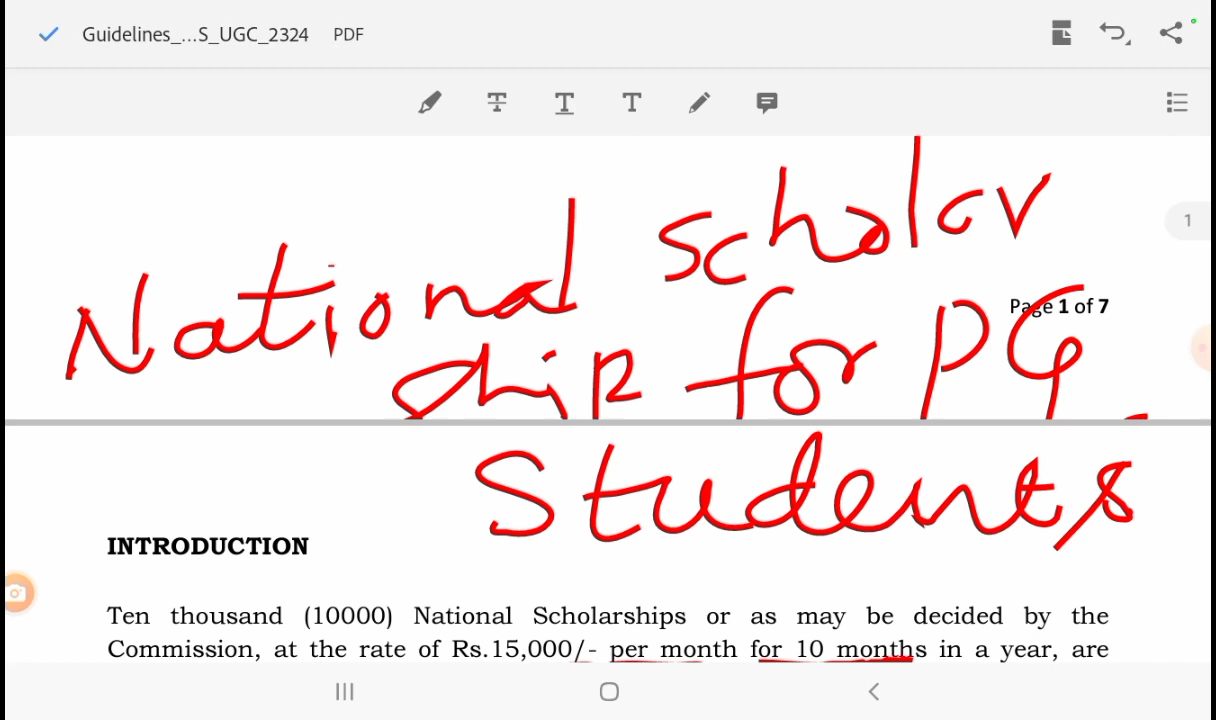 Guidelines_...S_UGC_2324 PDF
National scholar
1
Page 1 of 7
ship for PG
Students
INTRODUCTION
Ten thousand (10000) National Scholarships or as may be decided by the
Commission, at the rate of Rs.15,000/- per month for 10 months in a year, are